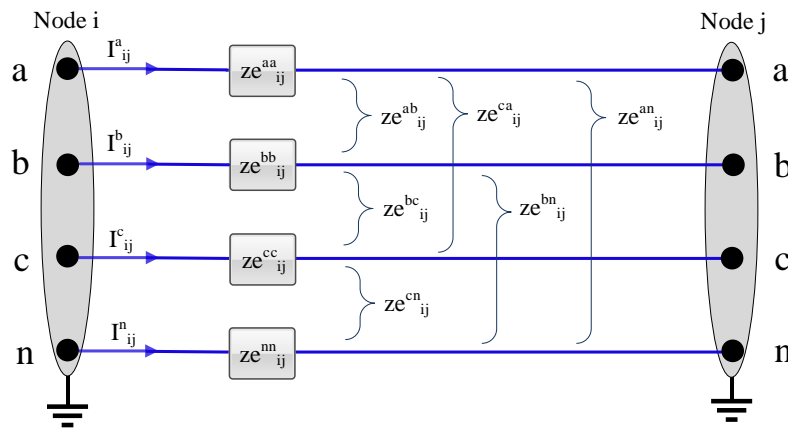 Node i
Node j
a I^a_ij ze^aa_ij a
ze^ab_ij ze^ca_ij ze^an_ij
b I^b_ij ze^bb_ij b
ze^bc_ij ze^bn_ij
c I^c_ij ze^cc_ij c
ze^cn_ij
n I^n_ij ze^nn_ij n